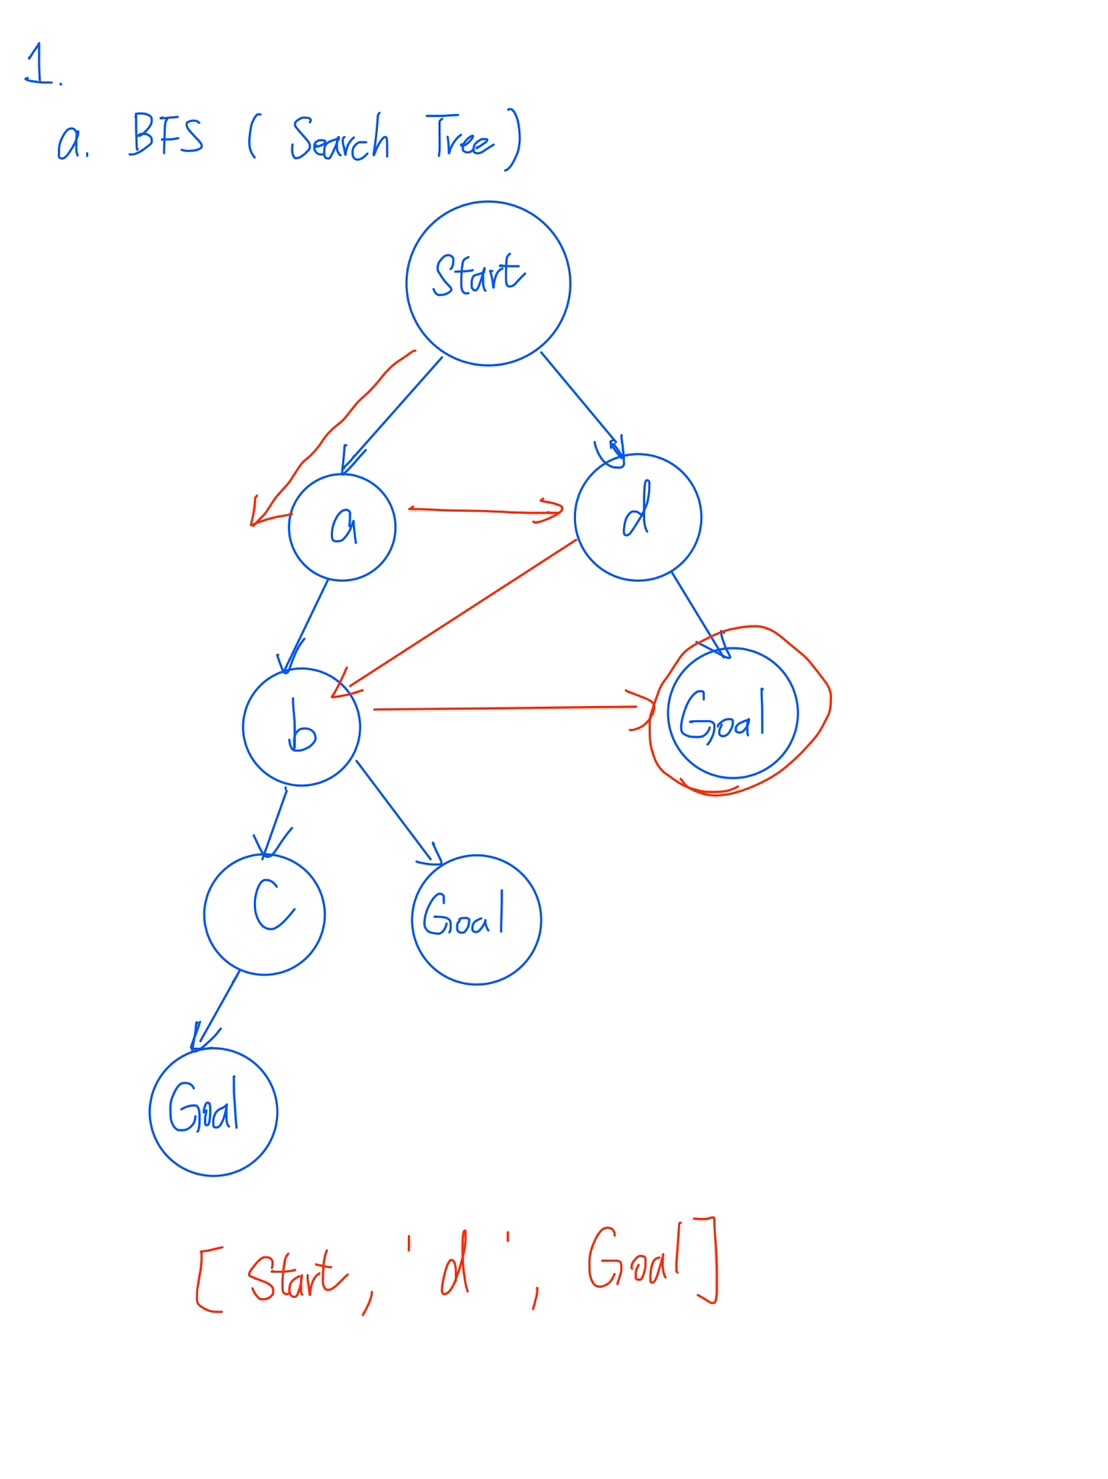 1.
a. BFS (Search Tree)
Start
a
d
b
Goal
C
Goal
Goal
[Start, 'd', Goal]